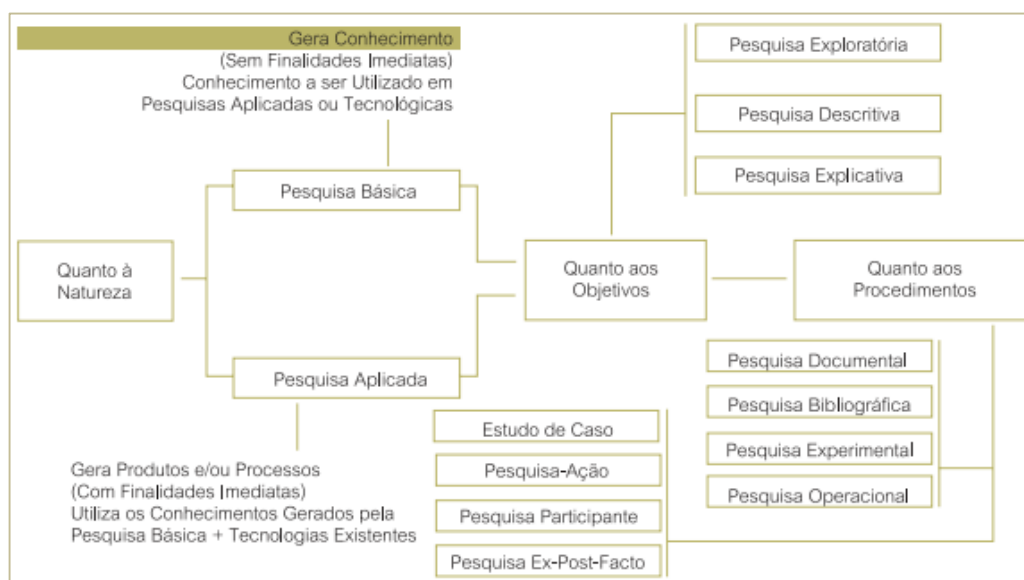 Gera Conhecimento
(Sem Finalidades Imediatas)
Conhecimento a ser Utilizado em
Pesquisas Aplicadas ou Tecnológicas
Pesquisa Básica
Quanto à
Natureza
Pesquisa Aplicada
Gera Produtos e/ou Processos
(Com Finalidades Imediatas)
Utiliza os Conhecimentos Gerados pela
Pesquisa Básica + Tecnologias Existentes
Quanto aos
Objetivos
Pesquisa Exploratória
Pesquisa Descritiva
Pesquisa Explicativa
Quanto aos
Procedimentos
Pesquisa Documental
Pesquisa Bibliográfica
Pesquisa Experimental
Pesquisa Operacional
Estudo de Caso
Pesquisa-Ação
Pesquisa Participante
Pesquisa Ex-Post-Facto